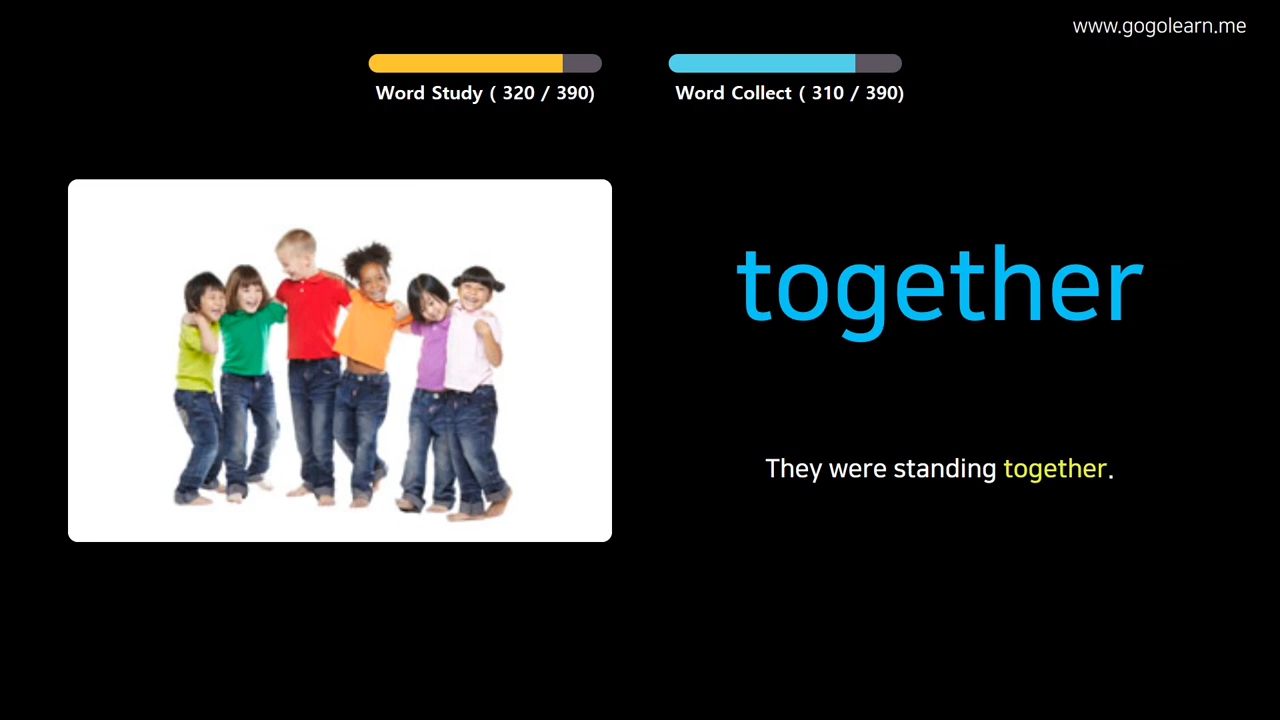 www.gogolearn.me
Word Study ( 320 / 390)
Word Collect ( 310 / 390)
together
They were standing together.